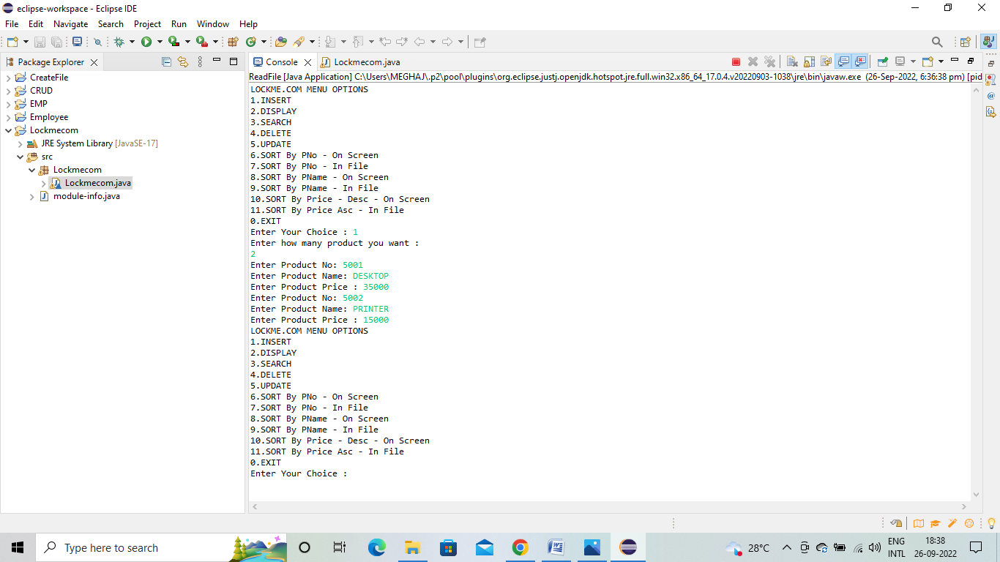 eclipse-workspace - Eclipse IDE
File Edit Navigate Search Project Run Window Help
Package Explorer
CreateFile
CRUD
EMP
Employee
Lockmecom
JRE System Library [JavaSE-17]
src
Lockmecom
Lockmecom.java
module-info.java
Console Lockmecom.java
ReadFile [Java Application] C:\Users\MEGHAJ\.p2\pool\plugins\org.eclipse.justj.openjdk.hotspot.jre.full.win32.x86_64_17.0.4.v20220903-1038\jre\bin\javaw.exe (26-Sep-2022, 6:36:38 pm) [pid
LOCKME.COM MENU OPTIONS
1.INSERT
2.DISPLAY
3.SEARCH
4.DELETE
5.UPDATE
6.SORT By PNo - On Screen
7.SORT By PNo - In File
8.SORT By PName - On Screen
9.SORT By PName - In File
10.SORT By Price - Desc - On Screen
11.SORT By Price Asc - In File
0.EXIT
Enter Your Choice : 1
Enter how many product you want :
2
Enter Product No: 5001
Enter Product Name: DESKTOP
Enter Product Price : 35000
Enter Product No: 5002
Enter Product Name: PRINTER
Enter Product Price : 15000
LOCKME.COM MENU OPTIONS
1.INSERT
2.DISPLAY
3.SEARCH
4.DELETE
5.UPDATE
6.SORT By PNo - On Screen
7.SORT By PNo - In File
8.SORT By PName - On Screen
9.SORT By PName - In File
10.SORT By Price - Desc - On Screen
11.SORT By Price Asc - In File
0.EXIT
Enter Your Choice :
Type here to search
28°C
ENG
INTL
18:38
26-09-2022